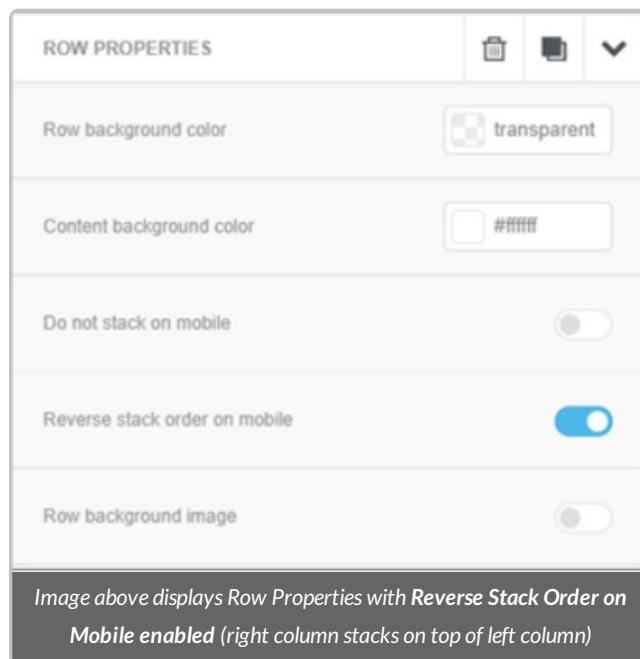 ROW PROPERTIES
Row background color transparent
Content background color #ffffff
Do not stack on mobile
Reverse stack order on mobile
Row background image
Image above displays Row Properties with Reverse Stack Order on
Mobile enabled (right column stacks on top of left column)